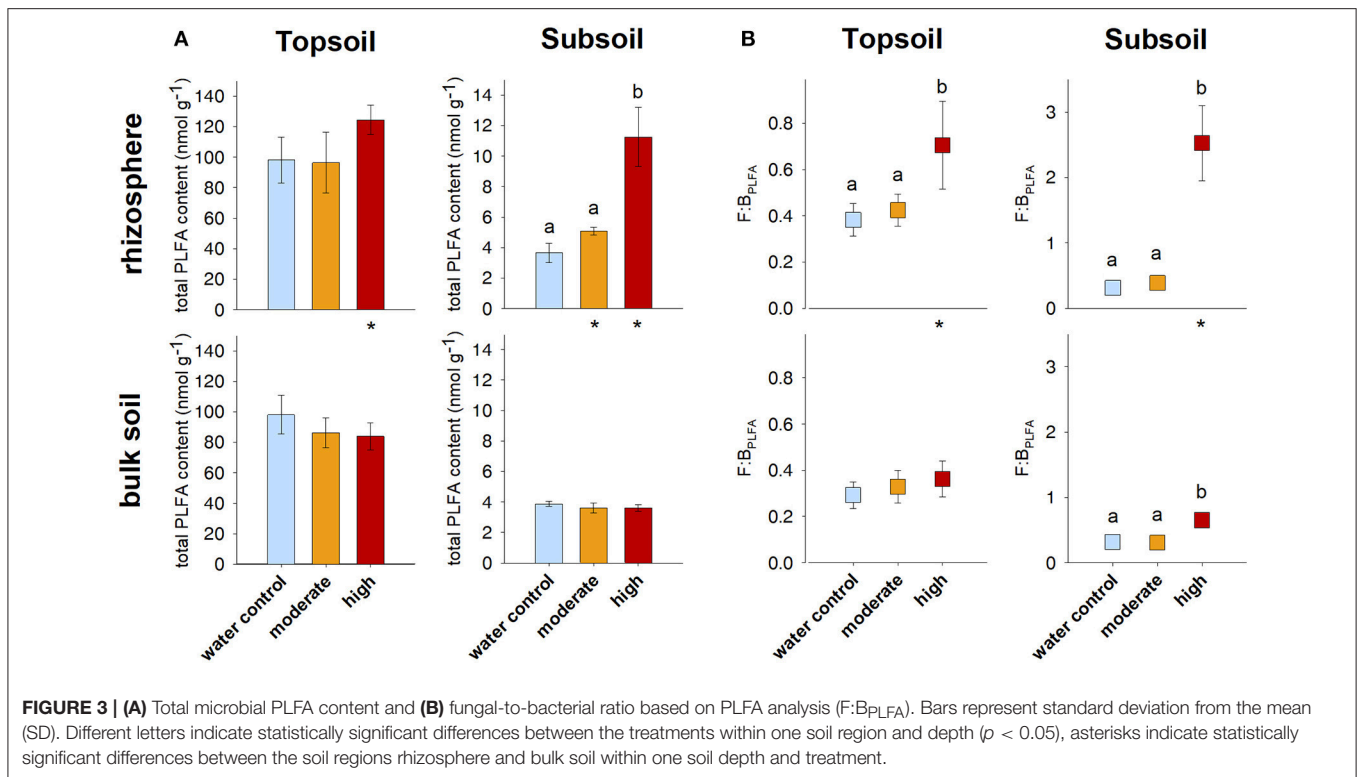 A
Topsoil
Subsoil
B
Topsoil
Subsoil
rhizosphere
total PLFA content (nmol g⁻¹)
140
120
100
80
60
40
20
0
*
total PLFA content (nmol g⁻¹)
14
12
10
8
6
4
2
0
a
a
b
*
*
F:B_PLFA
0.8
0.6
0.4
0.2
0.0
a
a
b
*
F:B_PLFA
3
2
1
0
a
a
b
*
bulk soil
total PLFA content (nmol g⁻¹)
140
120
100
80
60
40
20
0
water control
moderate
high
total PLFA content (nmol g⁻¹)
14
12
10
8
6
4
2
0
water control
moderate
high
F:B_PLFA
0.8
0.6
0.4
0.2
0.0
water control
moderate
high
F:B_PLFA
3
2
1
0
a
a
b
water control
moderate
high
FIGURE 3 | (A) Total microbial PLFA content and (B) fungal-to-bacterial ratio based on PLFA analysis (F:B_PLFA). Bars represent standard deviation from the mean
(SD). Different letters indicate statistically significant differences between the treatments within one soil region and depth (p < 0.05), asterisks indicate statistically
significant differences between the soil regions rhizosphere and bulk soil within one soil depth and treatment.